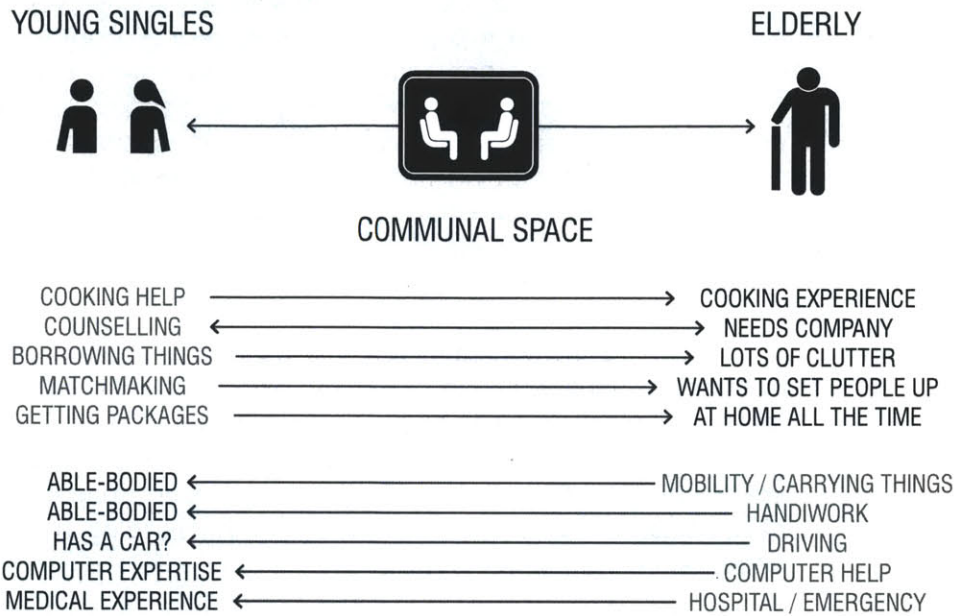 YOUNG SINGLES ELDERLY
COMMUNAL SPACE
COOKING HELP COOKING EXPERIENCE
COUNSELLING NEEDS COMPANY
BORROWING THINGS LOTS OF CLUTTER
MATCHMAKING WANTS TO SET PEOPLE UP
GETTING PACKAGES AT HOME ALL THE TIME
ABLE-BODIED MOBILITY / CARRYING THINGS
ABLE-BODIED HANDIWORK
HAS A CAR? DRIVING
COMPUTER EXPERTISE COMPUTER HELP
MEDICAL EXPERIENCE HOSPITAL / EMERGENCY